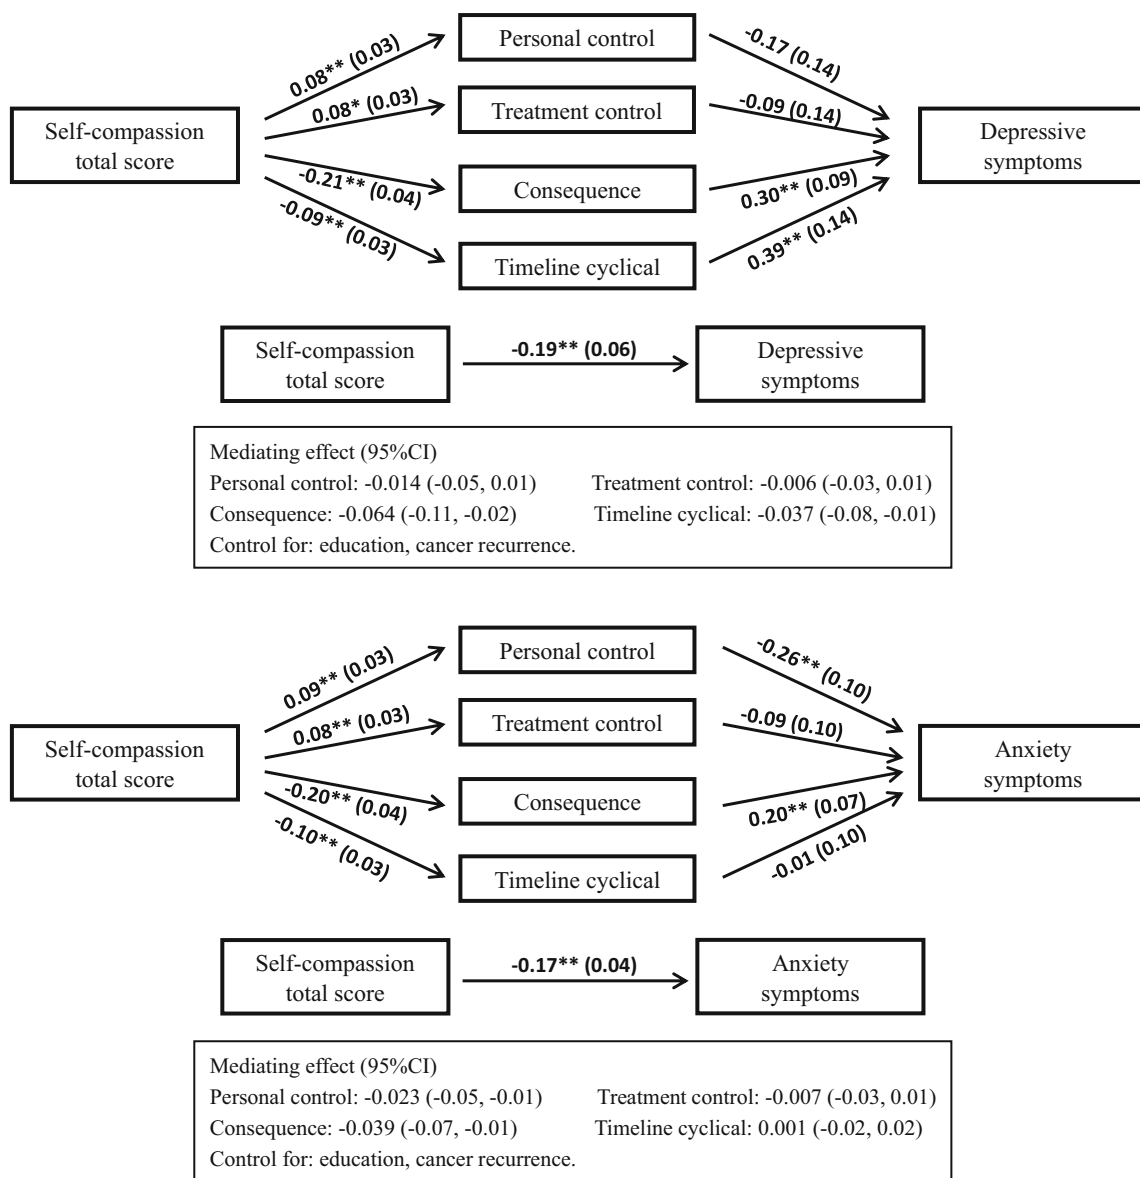 Personal control
Treatment control
Consequence
Timeline cyclical
Self-compassion
total score
Depressive
symptoms
0.08** (0.03)
0.08* (0.03)
-0.21** (0.04)
-0.09** (0.03)
-0.17 (0.14)
-0.09 (0.14)
0.30** (0.09)
0.39** (0.14)
Self-compassion
total score
-0.19** (0.06)
Depressive
symptoms
Mediating effect (95%CI)
Personal control: -0.014 (-0.05, 0.01) Treatment control: -0.006 (-0.03, 0.01)
Consequence: -0.064 (-0.11, -0.02) Timeline cyclical: -0.037 (-0.08, -0.01)
Control for: education, cancer recurrence.
Personal control
Treatment control
Consequence
Timeline cyclical
Self-compassion
total score
Anxiety
symptoms
0.09** (0.03)
0.08** (0.03)
-0.20** (0.04)
-0.10** (0.03)
-0.26** (0.10)
-0.09 (0.10)
0.20** (0.07)
-0.01 (0.10)
Self-compassion
total score
-0.17** (0.04)
Anxiety
symptoms
Mediating effect (95%CI)
Personal control: -0.023 (-0.05, -0.01) Treatment control: -0.007 (-0.03, 0.01)
Consequence: -0.039 (-0.07, -0.01) Timeline cyclical: 0.001 (-0.02, 0.02)
Control for: education, cancer recurrence.